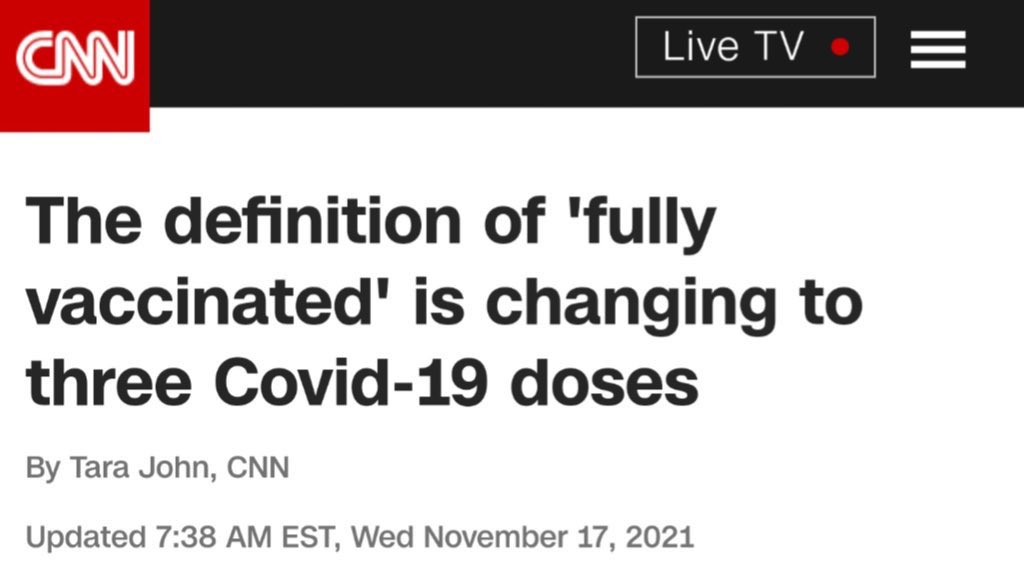 CNN
Live TV
The definition of 'fully
vaccinated' is changing to
three Covid-19 doses
By Tara John, CNN
Updated 7:38 AM EST, Wed November 17, 2021